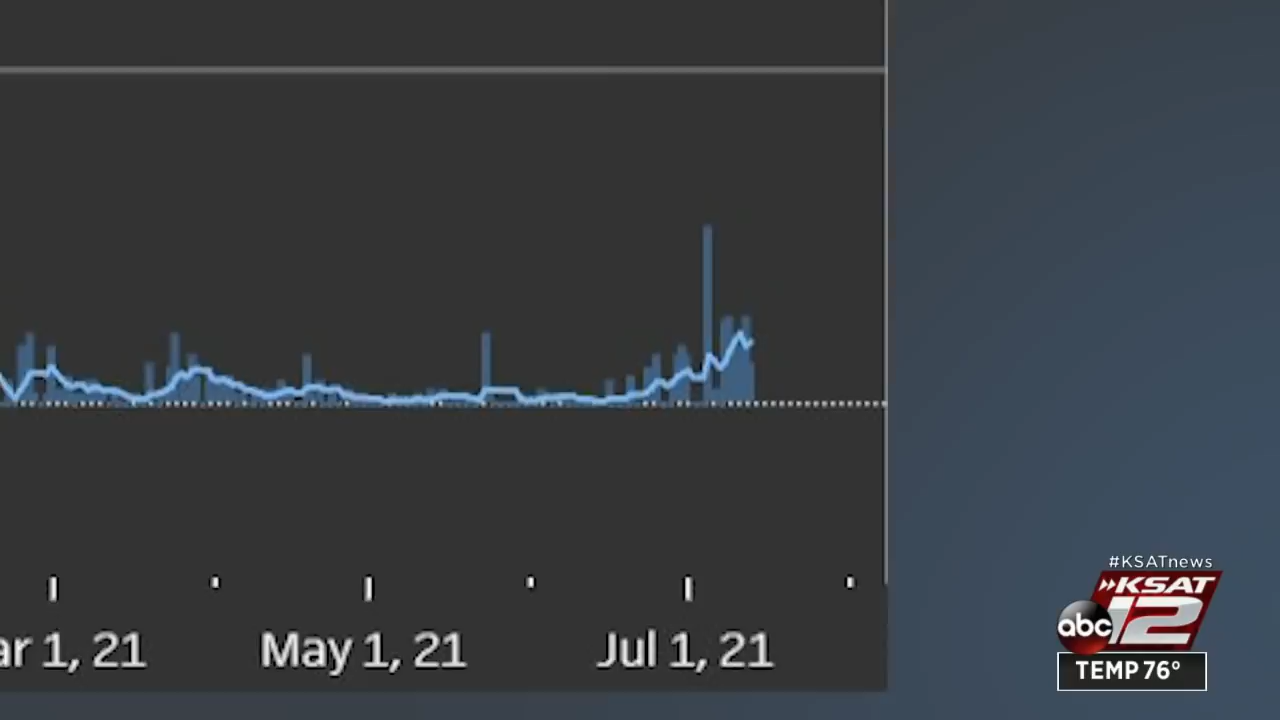 ar 1, 21
May 1, 21
Jul 1, 21
#KSATnews
KSAT
abc
12
TEMP 76°